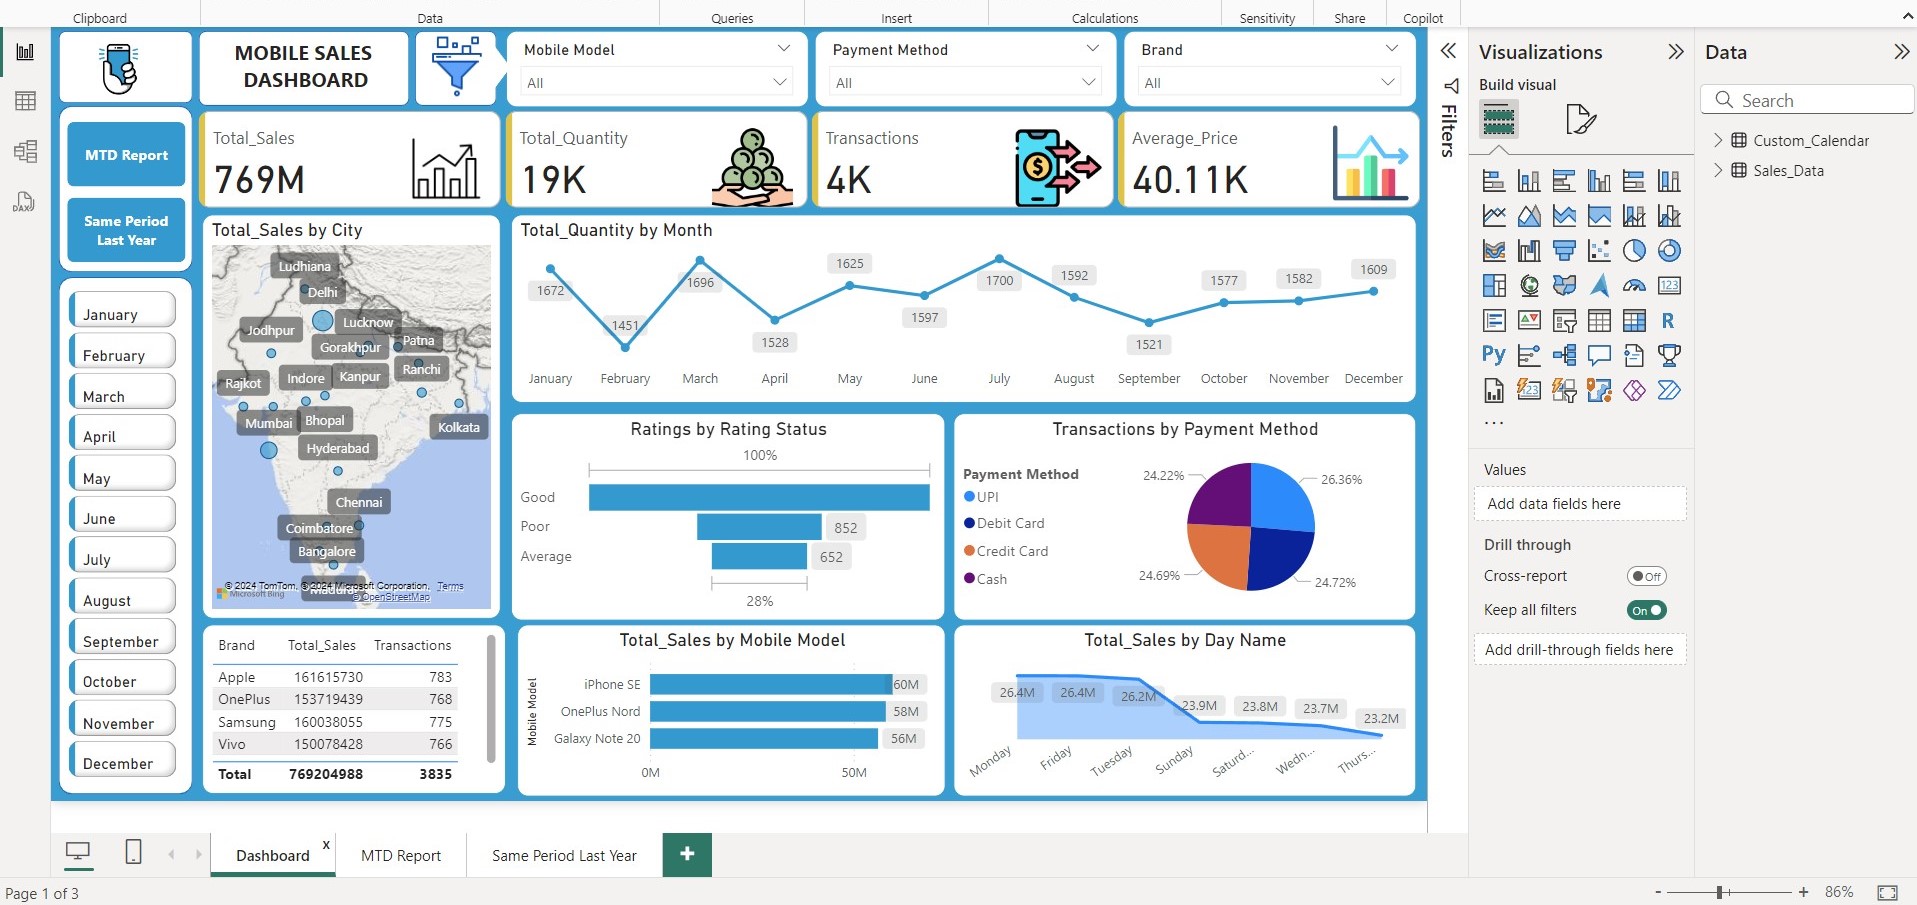 Clipboard
Data
Queries
Insert
Calculations
Sensitivity
Share
Copilot
MOBILE SALES
DASHBOARD
Mobile Model
All
Payment Method
All
Brand
All
MTD Report
Same Period
Last Year
Total_Sales
769M
Total_Quantity
19K
Transactions
4K
Average_Price
40.11K
January
February
March
April
May
June
July
August
September
October
November
December
Total_Sales by City
Ludhiana
Delhi
Jodhpur
Lucknow
Gorakhpur
Patna
Rajkot
Indore
Kanpur
Ranchi
Mumbai
Bhopal
Kolkata
Hyderabad
Chennai
Coimbatore
Bangalore
© 2024 TomTom, © 2024 Microsoft Corporation, Terms
Microsoft Bing
© OpenStreetMap
Total_Quantity by Month
1672
1451
1696
1528
1625
1597
1700
1592
1521
1577
1582
1609
January
February
March
April
May
June
July
August
September
October
November
December
Ratings by Rating Status
100%
Good
Poor
852
Average
652
28%
Transactions by Payment Method
Payment Method
UPI
Debit Card
Credit Card
Cash
24.22%
26.36%
24.69%
24.72%
Brand Total_Sales Transactions
Apple 161615730 783
OnePlus 153719439 768
Samsung 160038055 775
Vivo 150078428 766
Total 769204988 3835
Total_Sales by Mobile Model
Mobile Model
iPhone SE 60M
OnePlus Nord 58M
Galaxy Note 20 56M
0M 50M
Total_Sales by Day Name
26.4M
26.4M
26.2M
23.9M
23.8M
23.7M
23.2M
Monday
Friday
Tuesday
Sunday
Saturd...
Wedn...
Thurs...
Filters
Visualizations
Build visual
123
R
Py
123
...
Values
Add data fields here
Drill through
Cross-report
Off
Keep all filters
On
Add drill-through fields here
Data
Search
Custom_Calendar
Sales_Data
DAX
Dashboard
x
MTD Report
Same Period Last Year
+
Page 1 of 3
- + 86%